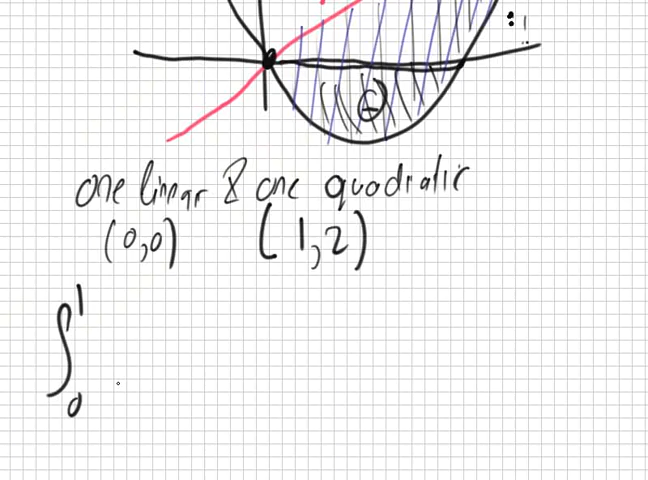 one linear & one quadratic
(0,0) (1,2)
∫₀¹